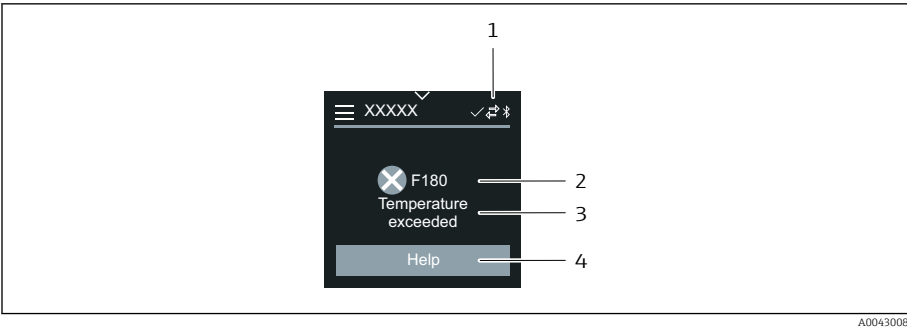 1
XXXXX
F180
2
Temperature
exceeded
3
Help
4
A0043008